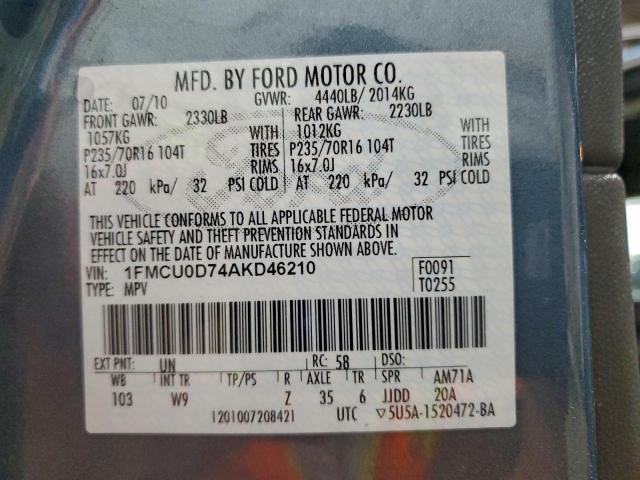 MFD. BY FORD MOTOR CO.
DATE: 07/10 GVWR: 4440LB/ 2014KG
FRONT GAWR: 2330LB REAR GAWR: 2230LB
1057KG WITH 1012KG WITH
P235/70R16 104T TIRES P235/70R16 104T TIRES
16x7.0J RIMS 16x7.0J RIMS
AT 220 kPa/ 32 PSI COLD AT 220 kPa/ 32 PSI COLD
THIS VEHICLE CONFORMS TO ALL APPLICABLE FEDERAL MOTOR
VEHICLE SAFETY AND THEFT PREVENTION STANDARDS IN
EFFECT ON THE DATE OF MANUFACTURE SHOWN ABOVE.
VIN: 1FMCU0D74AKD46210 F0091
TYPE: MPV T0255
EXT PNT: UN RC: 58 DSO:
WB INT TR TP/PS R AXLE TR SPR AM71A
103 W9 Z 35 6 JJDD 20A
1201007208421 UTC ▽5U5A-1520472-BA